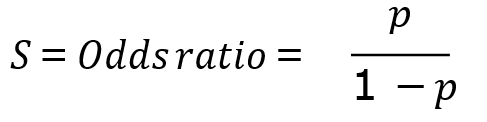 S = Odds ratio = p / 1 - p